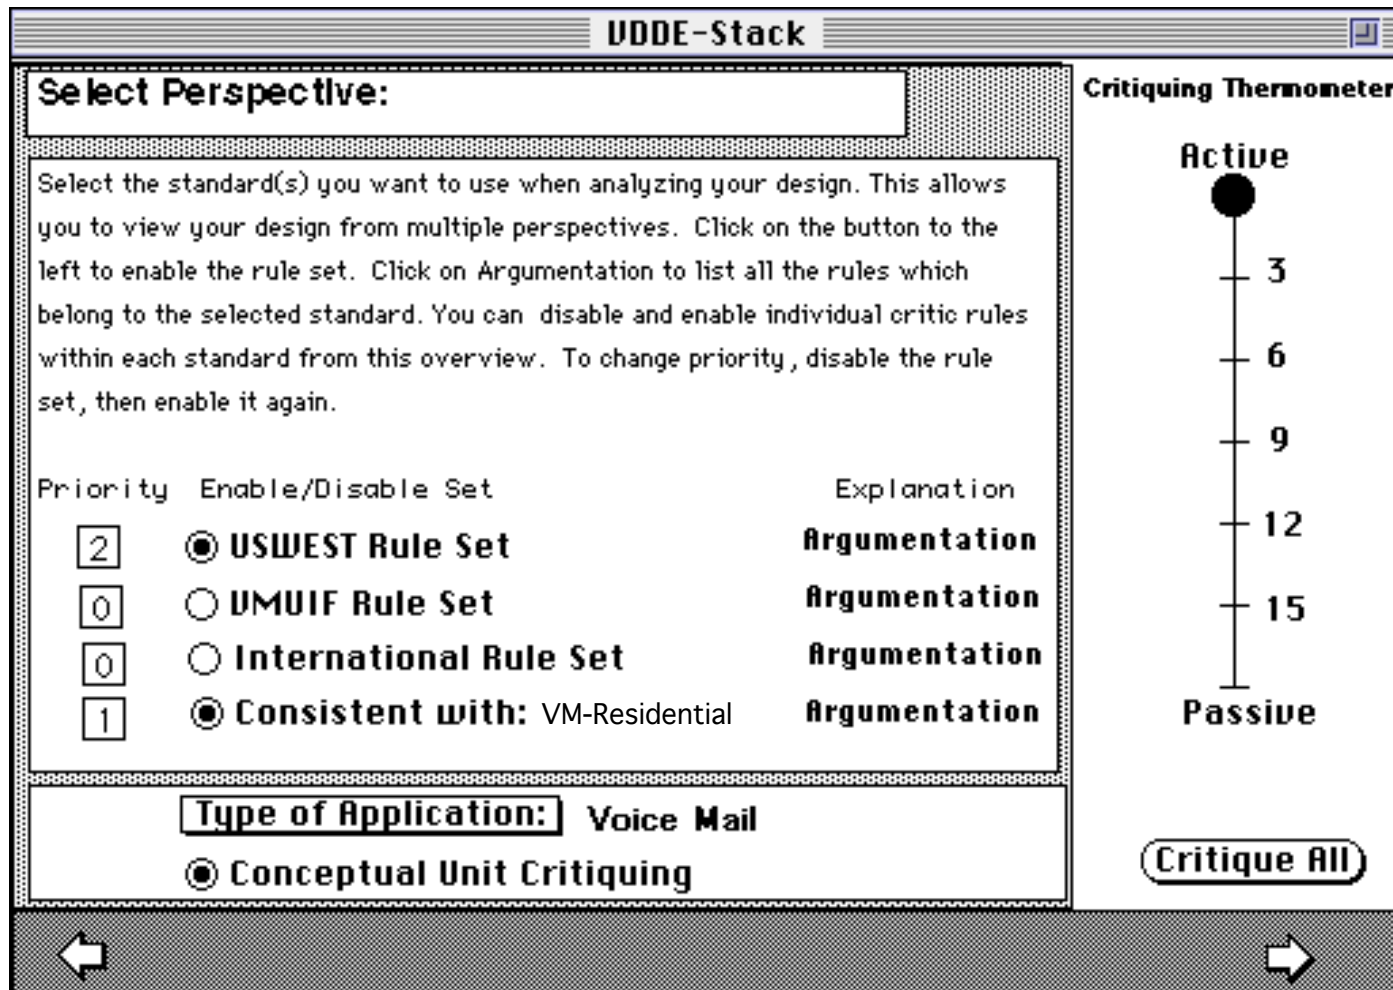 VDDE-Stack
Select Perspective:
Select the standard(s) you want to use when analyzing your design. This allows
you to view your design from multiple perspectives. Click on the button to the
left to enable the rule set. Click on Argumentation to list all the rules which
belong to the selected standard. You can disable and enable individual critic rules
within each standard from this overview. To change priority, disable the rule
set, then enable it again.
Priority Enable/Disable Set Explanation
2 USWEST Rule Set Argumentation
0 VMUIF Rule Set Argumentation
0 International Rule Set Argumentation
1 Consistent with: VM-Residential Argumentation
Type of Application: Voice Mail
Conceptual Unit Critiquing
Critiquing Thermometer
Active
3
6
9
12
15
Passive
Critique All